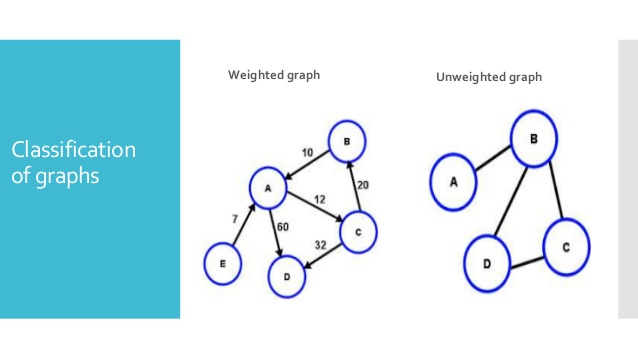 Classification
of graphs
Weighted graph
B
10
A
20
12
7
60
C
32
E
D
Unweighted graph
B
A
C
D